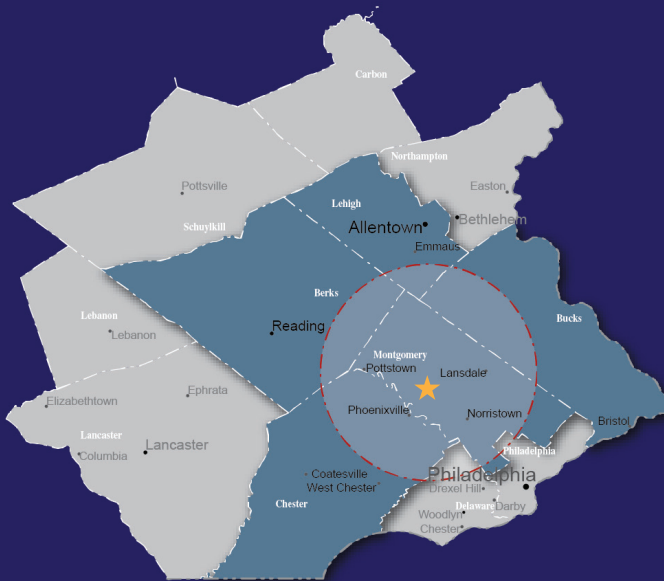 Carbon
Northampton
Pottsville
Easton
Lehigh
Bethlehem
Schuylkill
Allentown
Emmaus
Berks
Lebanon
Bucks
Reading
Lebanon
Montgomery
Pottstown
Lansdale
Ephrata
Elizabethtown
Phoenixville
Norristown
Bristol
Lancaster
Lancaster
Philadelphia
Columbia
Coatesville
Philadelphia
West Chester
Drexel Hill
Chester
Delaware
Darby
Woodlyn
Chester